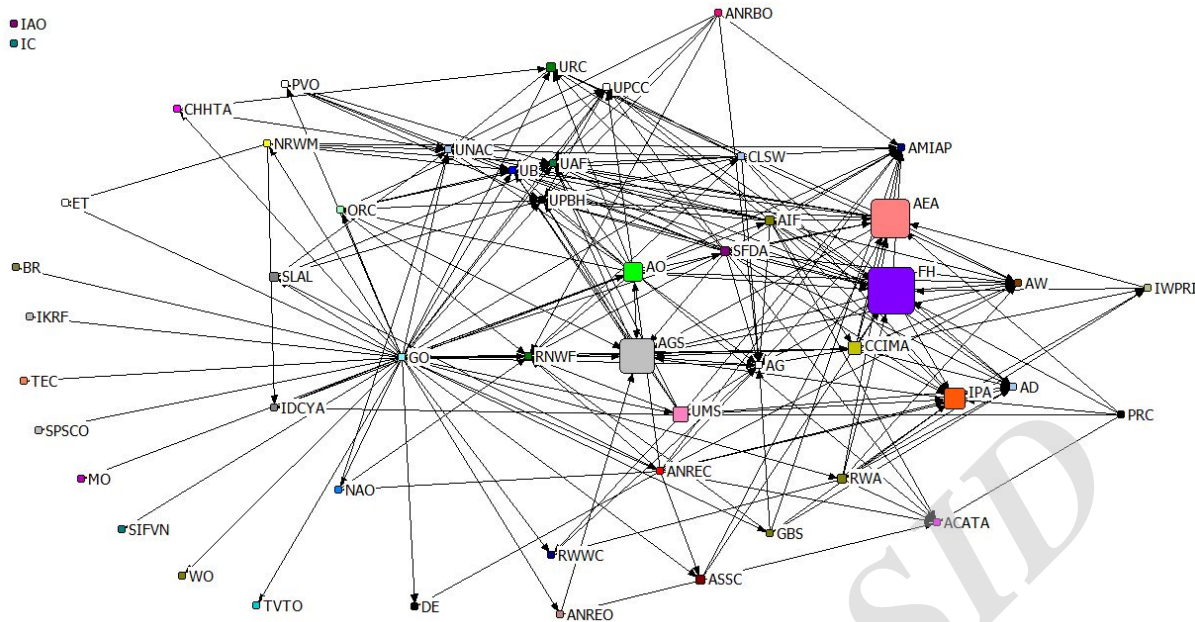 ANRBO
IAO
IC
URC
PVO
UPCC
CHHTA
NRWM
UNAC
CLSW
AMIAP
UB
UAF
ET
ORC
UPBH
AEA
AIF
SFDA
BR
SLAL
AO
FH
AW
IWPRI
IKRF
GO
RNWF
AGS
AG
CCIMA
TEC
IDCYA
UMS
IPA
AD
PRC
SPSCO
MO
NAO
ANREC
RWA
SIFVN
GBS
ACATA
RWWC
WO
ASSC
TVTO
DE
ANREO
SID